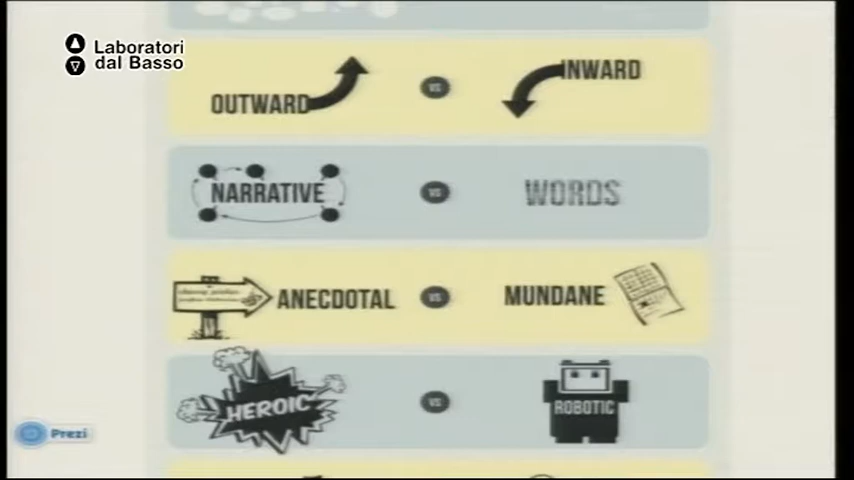 Laboratori
dal Basso
OUTWARD
VS
INWARD
NARRATIVE
VS
WORDS
ANECDOTAL
VS
MUNDANE
HEROIC
VS
ROBOTIC
Prezi